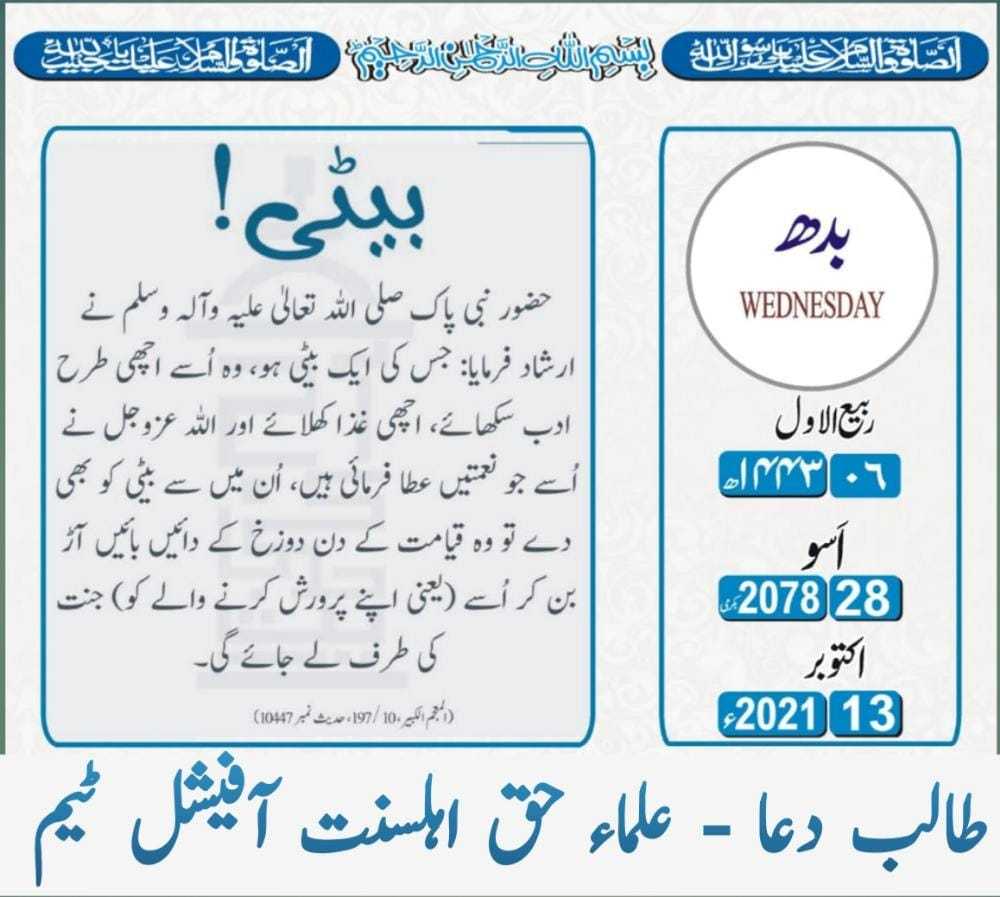 الصلوٰۃ والسلام علیک یا رسول اللہ
بسم اللہ الرحمٰن الرحیم
الصلوٰۃ والسلام علیک یا حبیب اللہ
بدھ
WEDNESDAY
ربیع الاول
٠٦ ١٤٤٣ھ
اَسو
28 2078 بکرمی
اکتوبر
13 2021ء
بیٹی!
حضور نبی پاک صلی اللہ تعالیٰ علیہ وآلہ وسلم نے
ارشاد فرمایا: جس کی ایک بیٹی ہو، وہ اُسے اچھی طرح
ادب سکھائے، اچھی غذا کھلائے اور اللہ عزوجل نے
اُسے جو نعمتیں عطا فرمائی ہیں، اُن میں سے بیٹی کو بھی
دے تو وہ قیامت کے دن دوزخ کے دائیں بائیں آڑ
بن کر اُسے (یعنی اپنے پرورش کرنے والے کو) جنت
کی طرف لے جائے گی۔
(المعجم الکبیر، 10/197، حدیث نمبر 10447)
طالب دعا - علماء حق اہلسنت آفیشل ٹیم